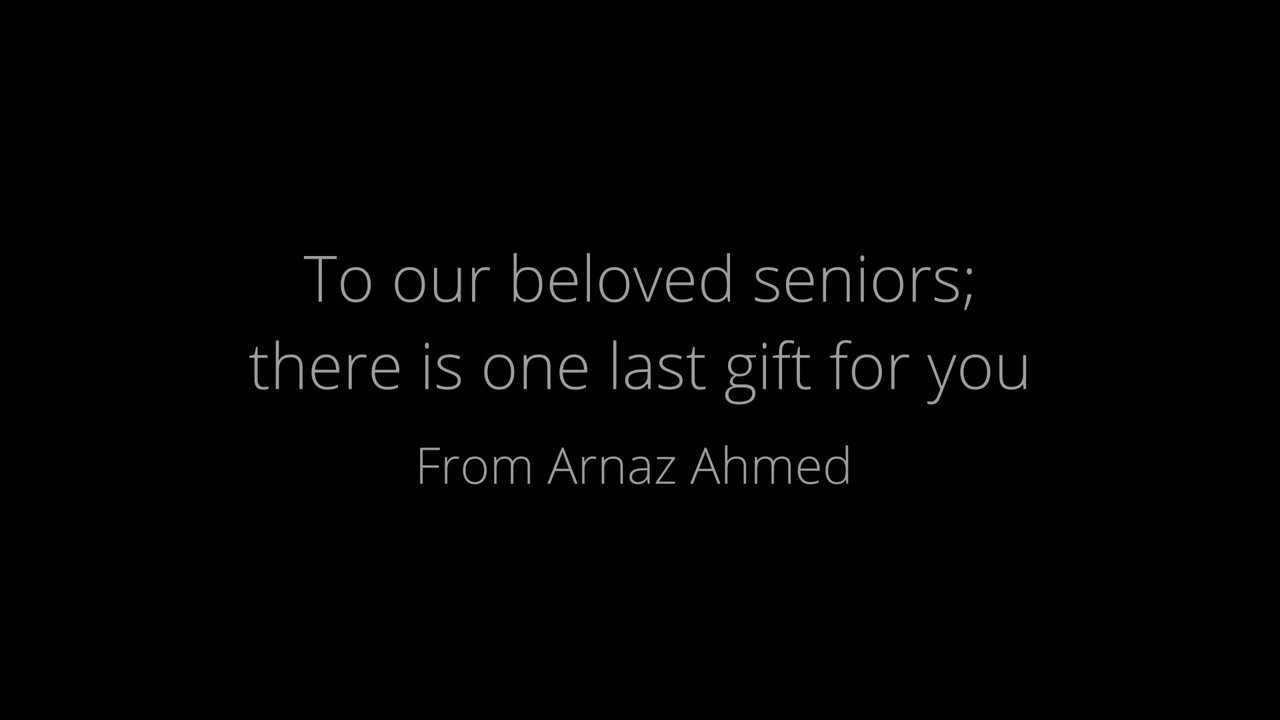 To our beloved seniors;
there is one last gift for you
From Arnaz Ahmed